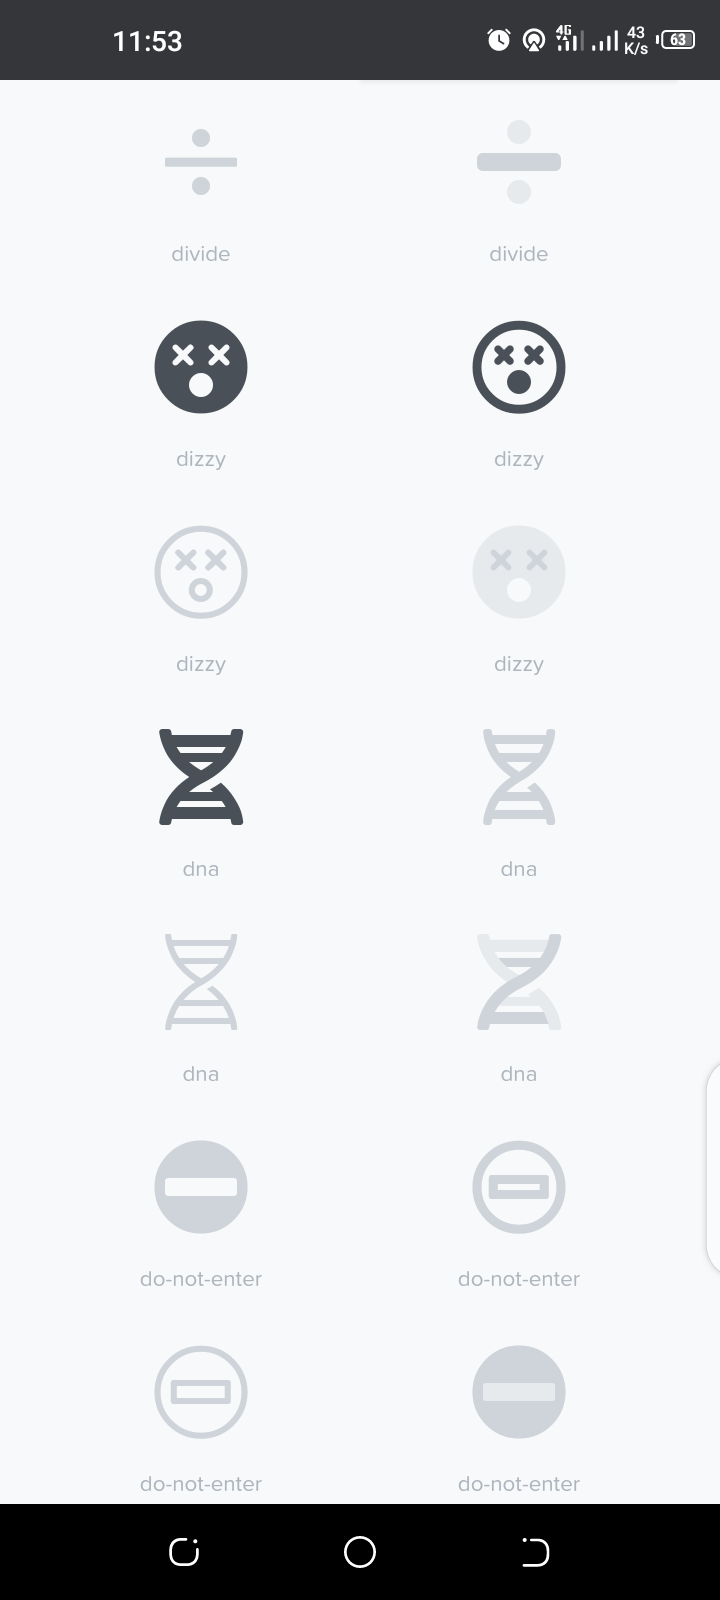 11:53
4G
43
K/s
63
divide
divide
dizzy
dizzy
dizzy
dizzy
dna
dna
dna
dna
do-not-enter
do-not-enter
do-not-enter
do-not-enter